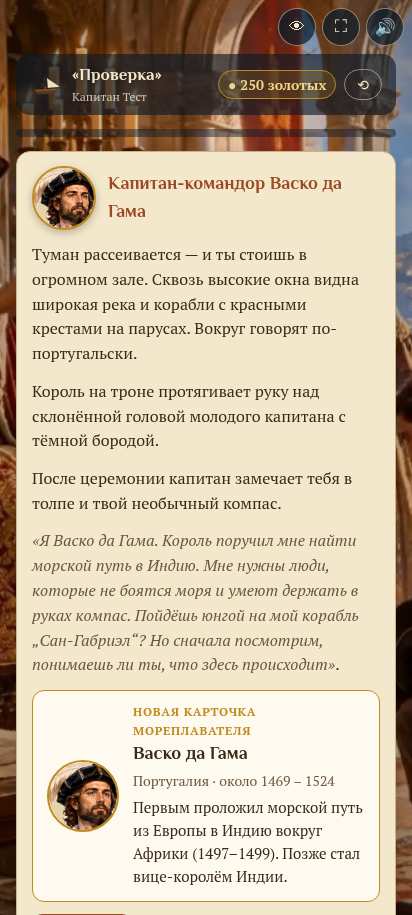 «Проверка»
Капитан Тест
● 250 золотых
Капитан-командор Васко да
Гама
Туман рассеивается — и ты стоишь в
огромном зале. Сквозь высокие окна видна
широкая река и корабли с красными
крестами на парусах. Вокруг говорят по-
португальски.
Король на троне протягивает руку над
склонённой головой молодого капитана с
тёмной бородой.
После церемонии капитан замечает тебя в
толпе и твой необычный компас.
«Я Васко да Гама. Король поручил мне найти
морской путь в Индию. Мне нужны люди,
которые не боятся моря и умеют держать в
руках компас. Пойдёшь юнгой на мой корабль
„Сан-Габриэл“? Но сначала посмотрим,
понимаешь ли ты, что здесь происходит».
НОВАЯ КАРТОЧКА
МОРЕПЛАВАТЕЛЯ
Васко да Гама
Португалия · около 1469 – 1524
Первым проложил морской путь
из Европы в Индию вокруг
Африки (1497–1499). Позже стал
вице-королём Индии.